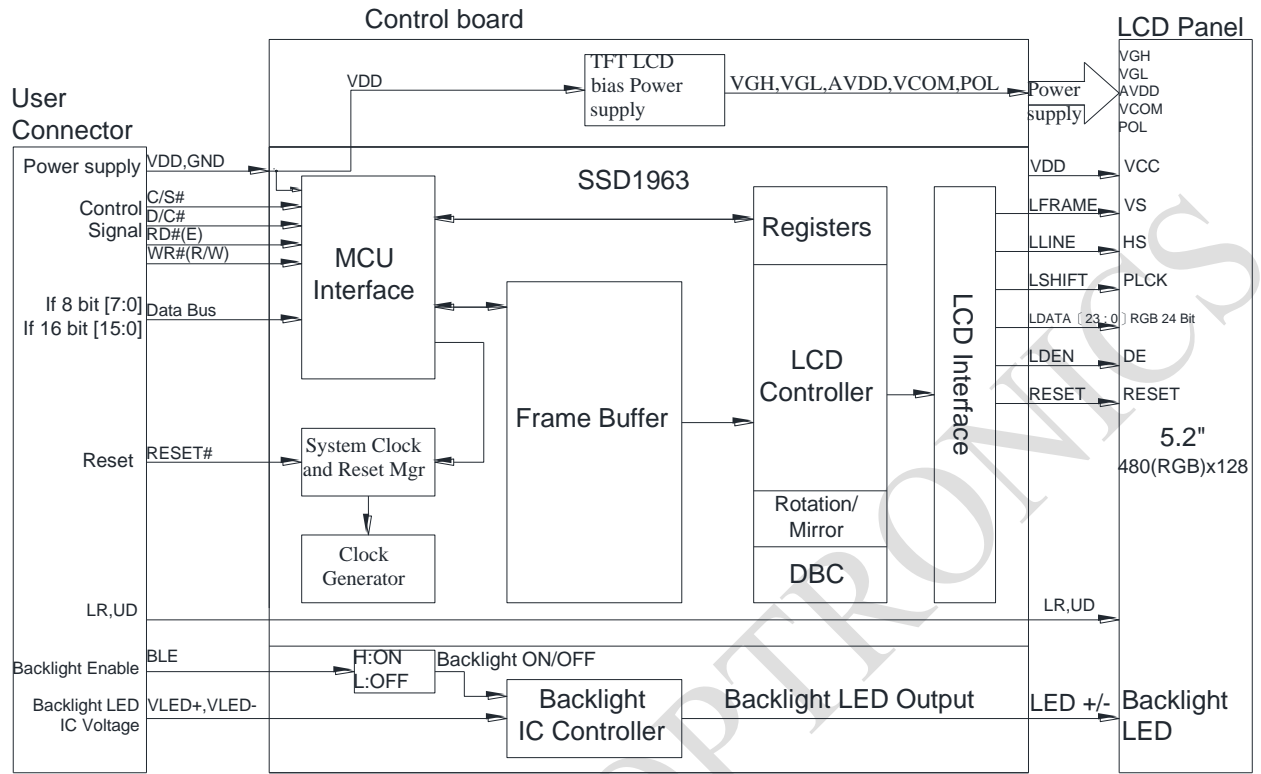 Control board
LCD Panel
User
Connector
VDD
TFT LCD
bias Power
supply
VGH,VGL,AVDD,VCOM,POL
Power
supply
VGH
VGL
AVDD
VCOM
POL
Power supply
VDD,GND
Control
Signal
C/S#
D/C#
RD#(E)
WR#(R/W)
If 8 bit [7:0]
If 16 bit [15:0]
Data Bus
MCU
Interface
SSD1963
Registers
LCD
Controller
Rotation/
Mirror
DBC
Frame Buffer
LCD Interface
VDD
VCC
LFRAME
VS
LLINE
HS
LSHIFT
PLCK
LDATA〔23:0〕RGB 24 Bit
LDEN
DE
RESET
RESET
5.2"
480(RGB)x128
Reset
RESET#
System Clock
and Reset Mgr
Clock
Generator
LR,UD
LR,UD
Backlight Enable
BLE
H:ON
L:OFF
Backlight ON/OFF
Backlight LED
IC Voltage
VLED+,VLED-
Backlight
IC Controller
Backlight LED Output
LED +/-
Backlight
LED
OPTRONICS